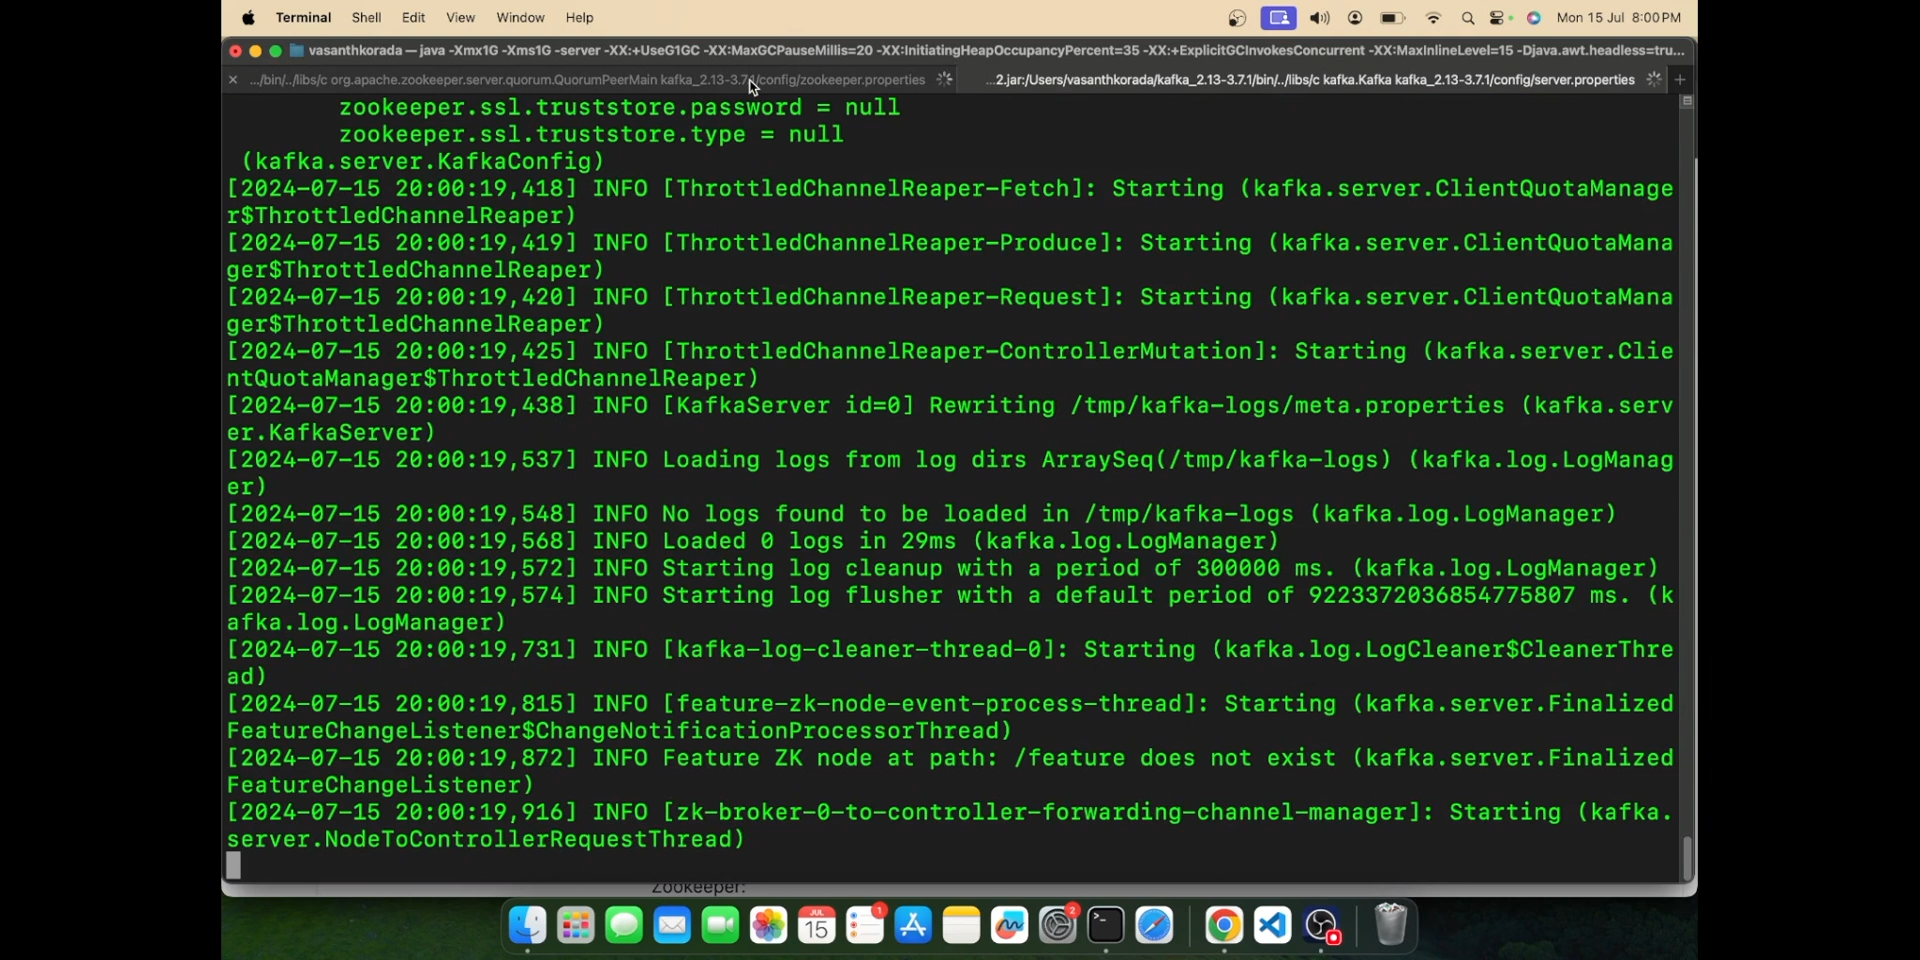 Terminal Shell Edit View Window Help Mon 15 Jul 8:00 PM
vasanthkorada — java -Xmx1G -Xms1G -server -XX:+UseG1GC -XX:MaxGCPauseMillis=20 -XX:InitiatingHeapOccupancyPercent=35 -XX:+ExplicitGCInvokesConcurrent -XX:MaxInlineLevel=15 -Djava.awt.headless=tru...
.../bin/../libs/c org.apache.zookeeper.server.quorum.QuorumPeerMain kafka_2.13-3.7.1/config/zookeeper.properties ...2.jar:/Users/vasanthkorada/kafka_2.13-3.7.1/bin/../libs/c kafka.Kafka kafka_2.13-3.7.1/config/server.properties
zookeeper.ssl.truststore.password = null
zookeeper.ssl.truststore.type = null
(kafka.server.KafkaConfig)
[2024-07-15 20:00:19,418] INFO [ThrottledChannelReaper-Fetch]: Starting (kafka.server.ClientQuotaManage
r$ThrottledChannelReaper)
[2024-07-15 20:00:19,419] INFO [ThrottledChannelReaper-Produce]: Starting (kafka.server.ClientQuotaMana
ger$ThrottledChannelReaper)
[2024-07-15 20:00:19,420] INFO [ThrottledChannelReaper-Request]: Starting (kafka.server.ClientQuotaMana
ger$ThrottledChannelReaper)
[2024-07-15 20:00:19,425] INFO [ThrottledChannelReaper-ControllerMutation]: Starting (kafka.server.Clie
ntQuotaManager$ThrottledChannelReaper)
[2024-07-15 20:00:19,438] INFO [KafkaServer id=0] Rewriting /tmp/kafka-logs/meta.properties (kafka.serv
er.KafkaServer)
[2024-07-15 20:00:19,537] INFO Loading logs from log dirs ArraySeq(/tmp/kafka-logs) (kafka.log.LogManag
er)
[2024-07-15 20:00:19,548] INFO No logs found to be loaded in /tmp/kafka-logs (kafka.log.LogManager)
[2024-07-15 20:00:19,568] INFO Loaded 0 logs in 29ms (kafka.log.LogManager)
[2024-07-15 20:00:19,572] INFO Starting log cleanup with a period of 300000 ms. (kafka.log.LogManager)
[2024-07-15 20:00:19,574] INFO Starting log flusher with a default period of 9223372036854775807 ms. (k
afka.log.LogManager)
[2024-07-15 20:00:19,731] INFO [kafka-log-cleaner-thread-0]: Starting (kafka.log.LogCleaner$CleanerThre
ad)
[2024-07-15 20:00:19,815] INFO [feature-zk-node-event-process-thread]: Starting (kafka.server.Finalized
FeatureChangeListener$ChangeNotificationProcessorThread)
[2024-07-15 20:00:19,872] INFO Feature ZK node at path: /feature does not exist (kafka.server.Finalized
FeatureChangeListener)
[2024-07-15 20:00:19,916] INFO [zk-broker-0-to-controller-forwarding-channel-manager]: Starting (kafka.
server.NodeToControllerRequestThread)
Zookeeper:
JUL
15
1
2